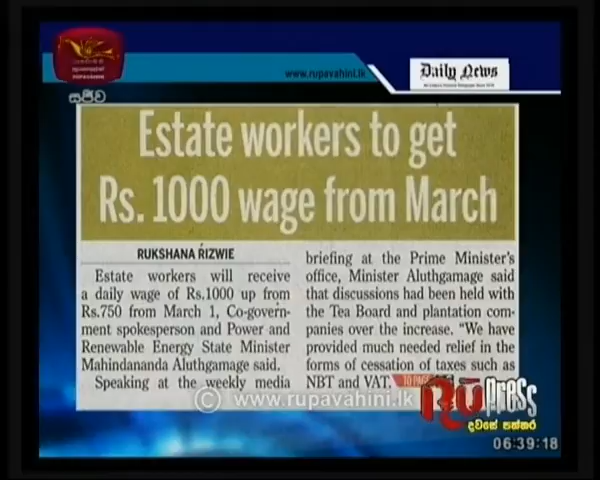 www.rupavahini.lk
Daily News
සජීව
Estate workers to get
Rs. 1000 wage from March
RUKSHANA RIZWIE
Estate workers will receive
a daily wage of Rs.1000 up from
Rs.750 from March 1, Co-govern-
ment spokesperson and Power and
Renewable Energy State Minister
Mahindananda Aluthgamage said.
Speaking at the weekly media
briefing at the Prime Minister's
office, Minister Aluthgamage said
that discussions had been held with
the Tea Board and plantation com-
panies over the increase. "We have
provided much needed relief in the
forms of cessation of taxes such as
NBT and VAT.
© www.rupavahini.lk
Rū Press
දවසේ පත්තර
06:39:18